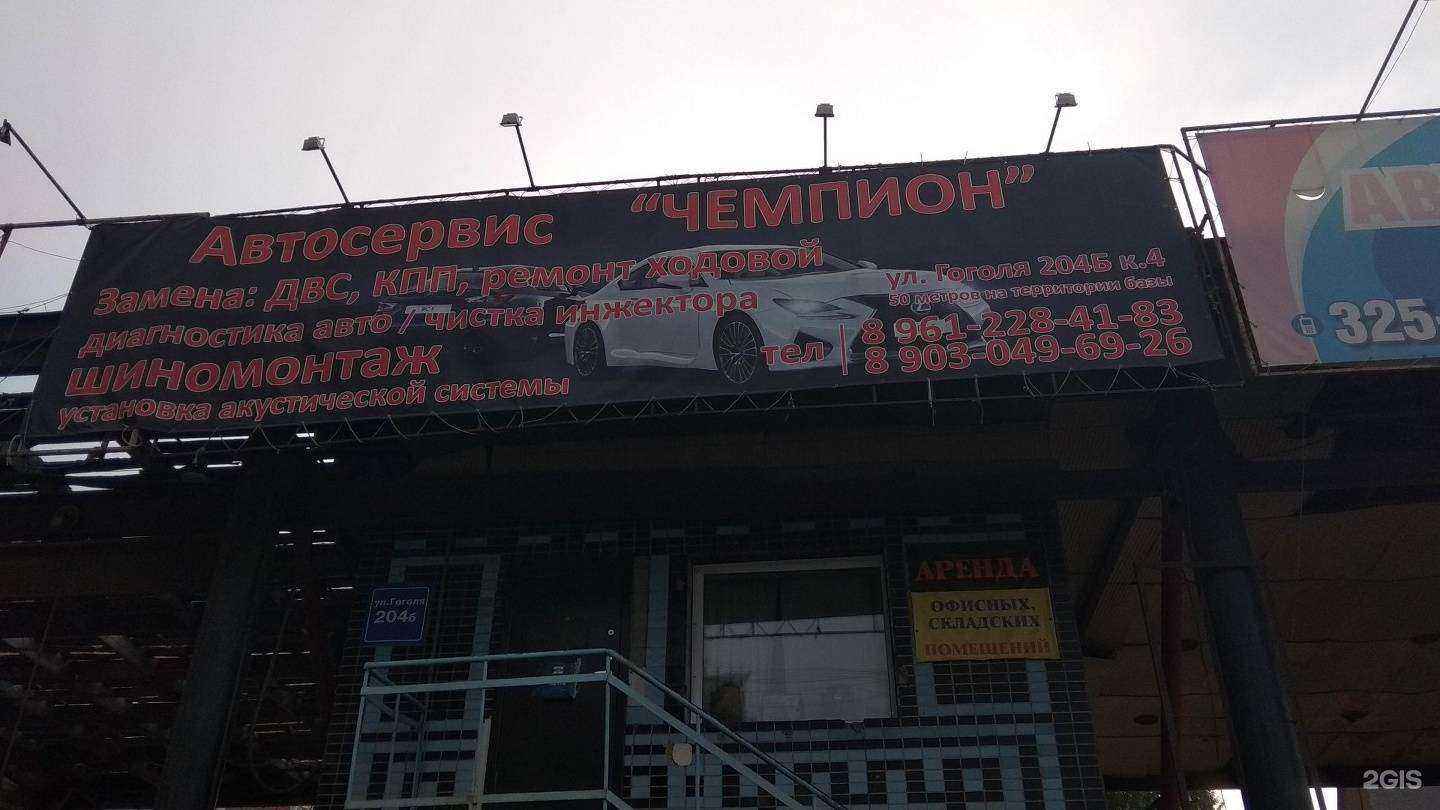 Автосервис "ЧЕМПИОН"
Замена: ДВС, КПП, ремонт ходовой
диагностика авто / чистка инжектора
шиномонтаж
установка акустической системы
ул. Гоголя 204Б к.4
50 метров на территории базы
тел 8 961-228-41-83
8 903-049-69-26
325-
ул.Гоголя
204б
АРЕНДА
ОФИСНЫХ,
СКЛАДСКИХ
ПОМЕЩЕНИЙ
2GIS